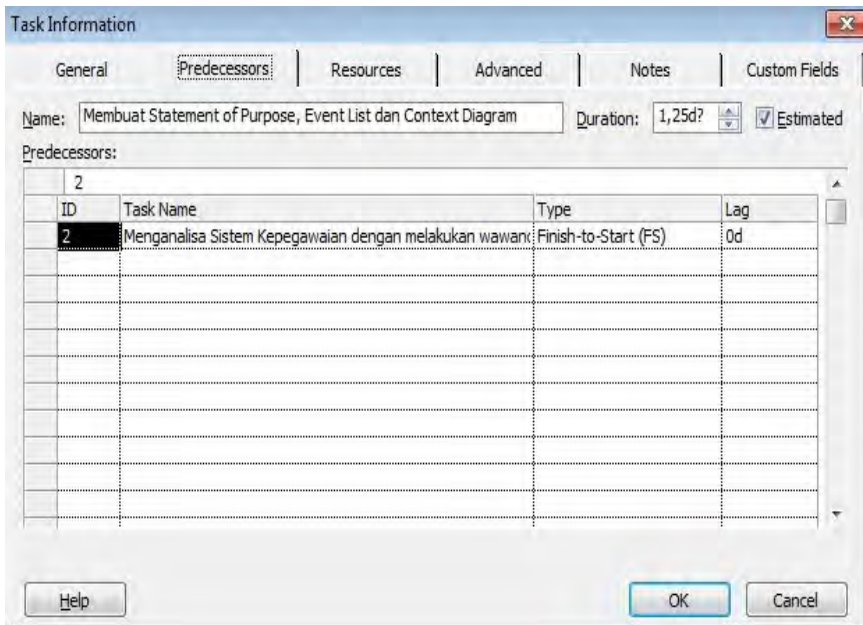 Task Information
General Predecessors Resources Advanced Notes Custom Fields
Name: Membuat Statement of Purpose, Event List dan Context Diagram Duration: 1,25d? Estimated
Predecessors:
2
ID Task Name Type Lag
2 Menganalisa Sistem Kepegawaian dengan melakukan Finish-to-Start (FS) 0d
Help OK Cancel